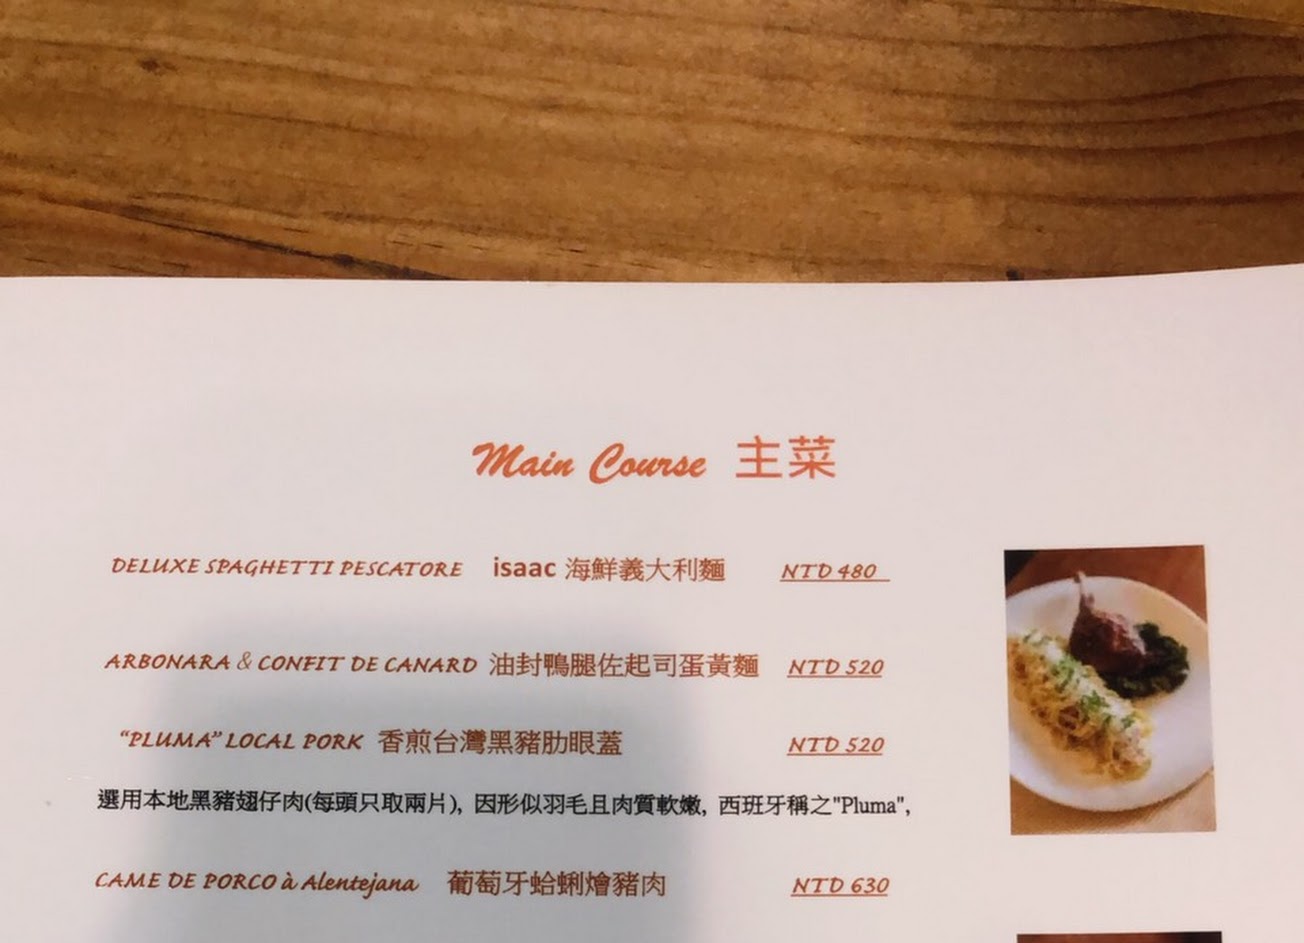 Main Course 主菜
DELUXE SPAGHETTI PESCATORE isaac 海鮮義大利麵 NTD 480
ARBONARA & CONFIT DE CANARD 油封鴨腿佐起司蛋黃麵 NTD 520
“PLUMA” LOCAL PORK 香煎台灣黑豬肋眼蓋 NTD 520
選用本地黑豬翅仔肉(每頭只取兩片), 因形似羽毛且肉質軟嫩, 西班牙稱之"Pluma",
CAME DE PORCO à Alentejana 葡萄牙蛤蜊燴豬肉 NTD 630